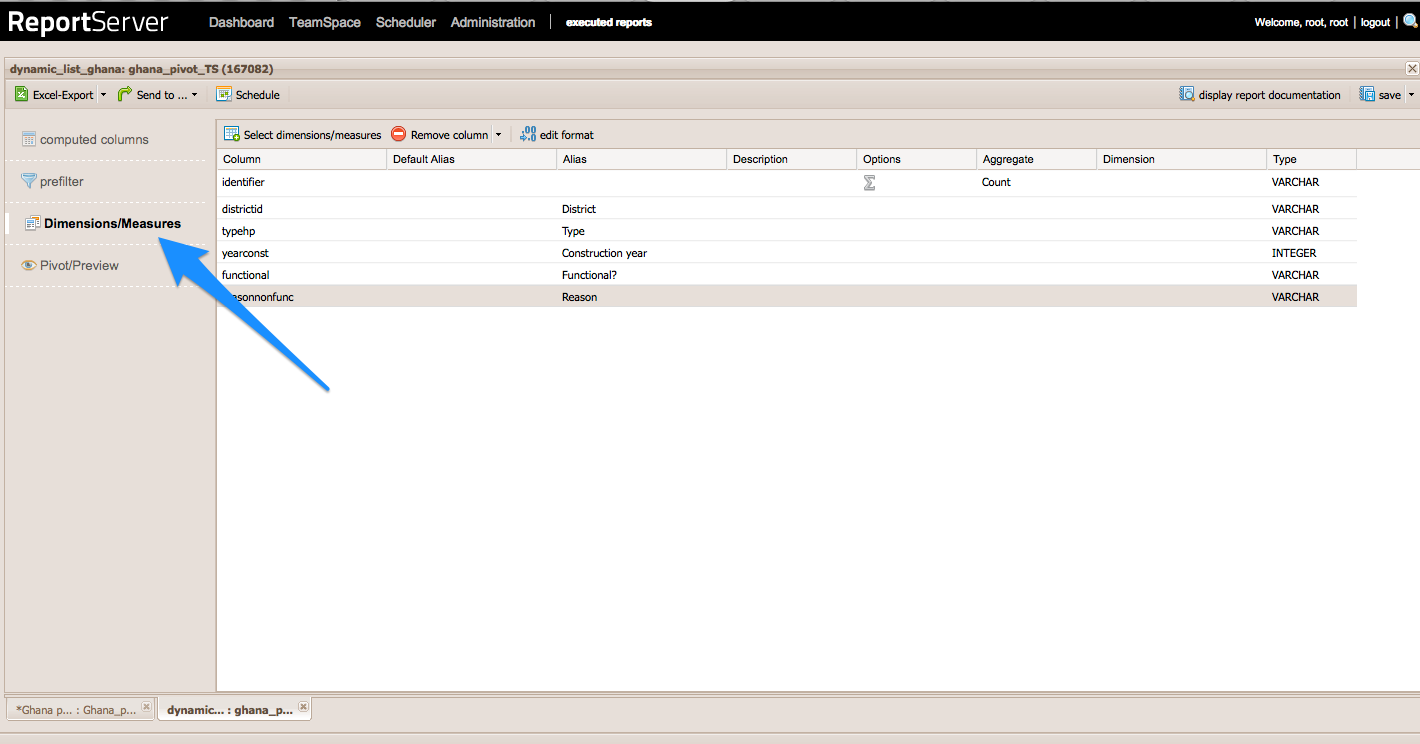 ReportServer Dashboard TeamSpace Scheduler Administration executed reports Welcome, root, root | logout |
dynamic_list_ghana: ghana_pivot_TS (167082)
Excel-Export Send to ... Schedule display report documentation save
computed columns
prefilter
Dimensions/Measures
Pivot/Preview
Select dimensions/measures Remove column edit format
Column Default Alias Alias Description Options Aggregate Dimension Type
identifier Σ Count VARCHAR
districtid District VARCHAR
typehp Type VARCHAR
yearconst Construction year INTEGER
functional Functional? VARCHAR
Reason VARCHAR
*Ghana p... : Ghana_p... dynamic... : ghana_p...